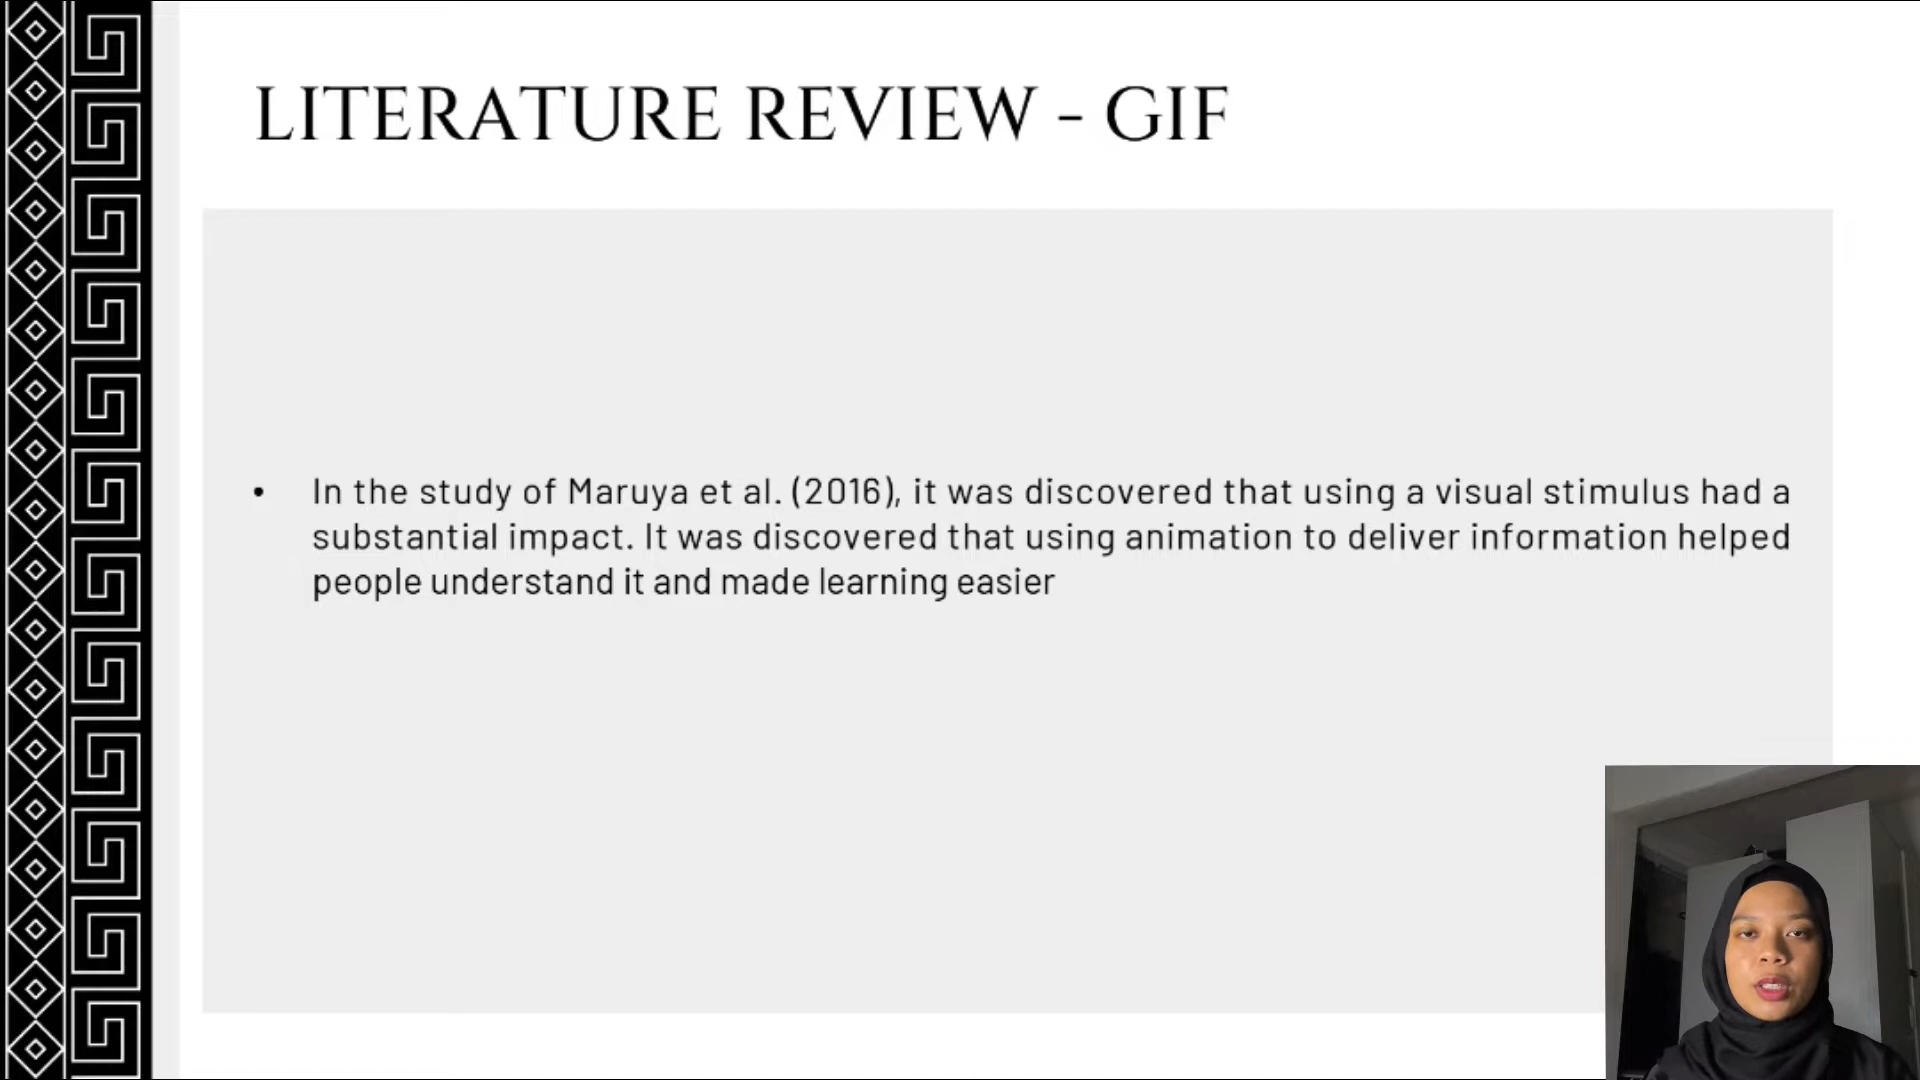 LITERATURE REVIEW - GIF
• In the study of Maruya et al. (2016), it was discovered that using a visual stimulus had a
substantial impact. It was discovered that using animation to deliver information helped
people understand it and made learning easier